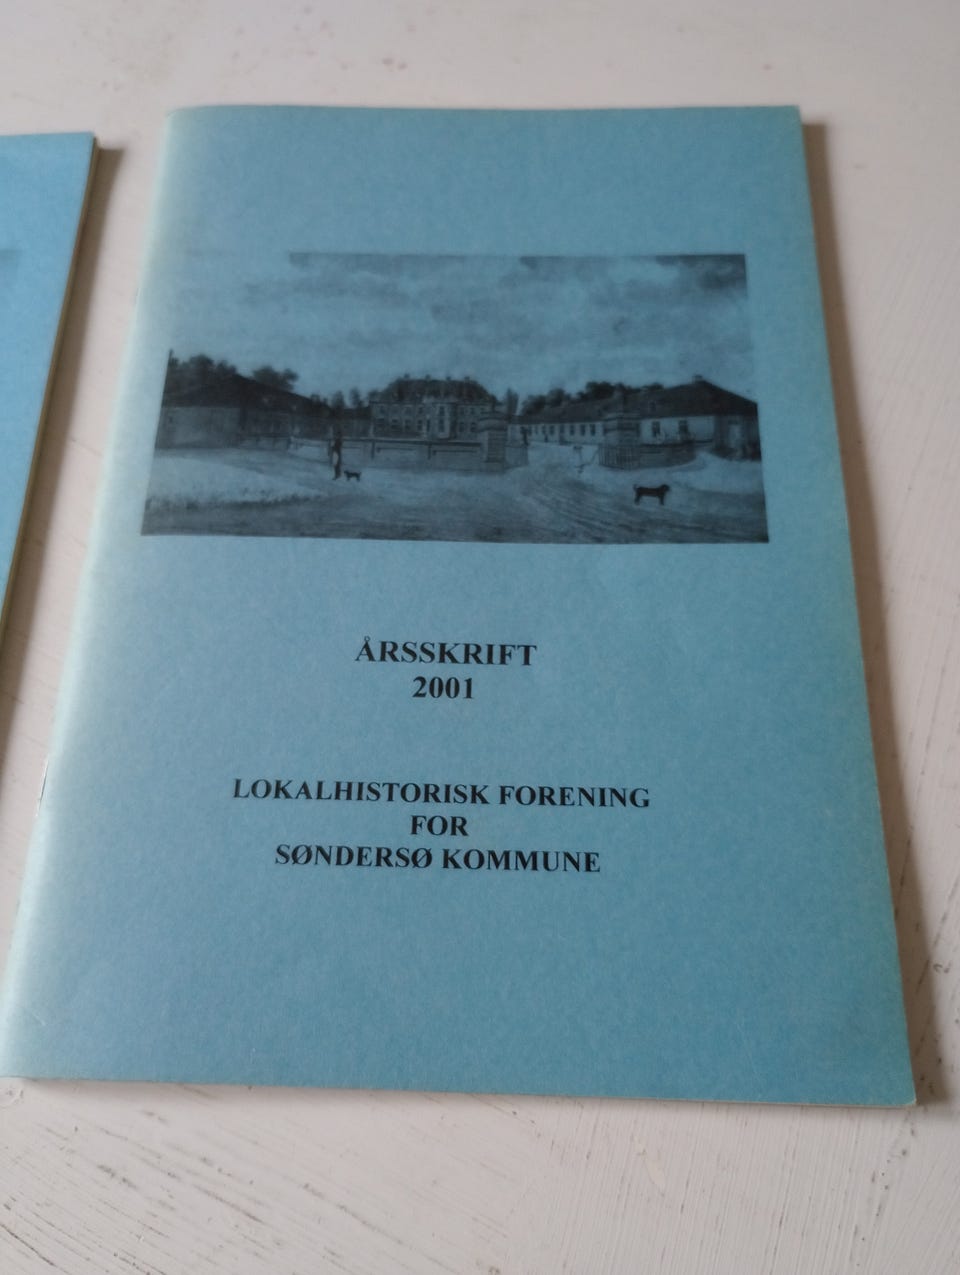 ÅRSSKRIFT
2001
LOKALHISTORISK FORENING
FOR
SØNDERSØ KOMMUNE